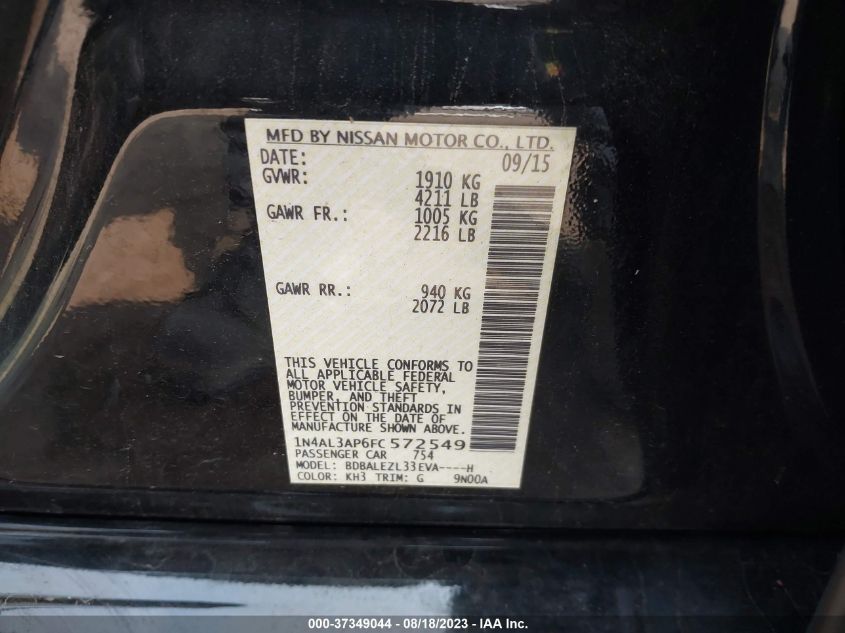 MFD BY NISSAN MOTOR CO., LTD.
DATE: 09/15
GVWR: 1910 KG
4211 LB
GAWR FR.: 1005 KG
2216 LB
GAWR RR.: 940 KG
2072 LB
THIS VEHICLE CONFORMS TO
ALL APPLICABLE FEDERAL
MOTOR VEHICLE SAFETY,
BUMPER, AND THEFT
PREVENTION STANDARDS IN
EFFECT ON THE DATE OF
MANUFACTURE SHOWN ABOVE.
1N4AL3AP6FC572549
PASSENGER CAR 754
MODEL: BDBALEZL33EVA----H
COLOR: KH3 TRIM: G 9N00A
000-37349044 - 08/18/2023 - Copyright © 2023 - IAA, Inc.